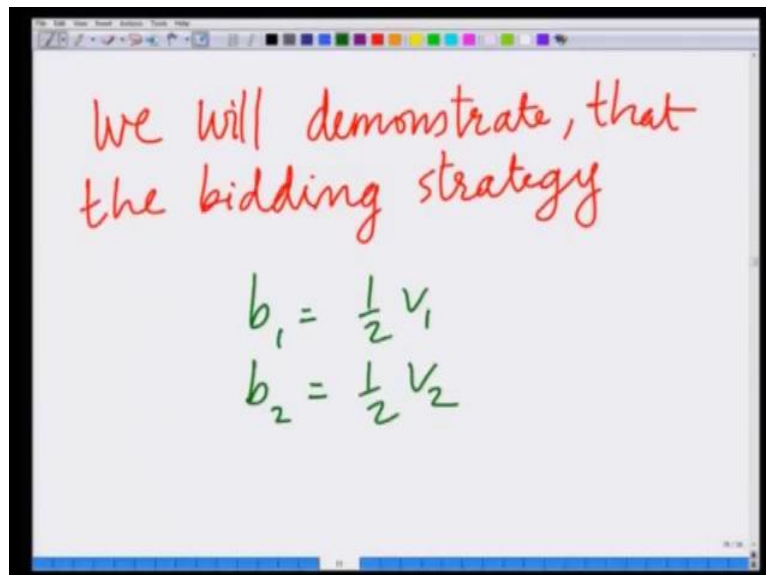 We will demonstrate, that
the bidding strategy
b₁ = ½ V₁
b₂ = ½ V₂